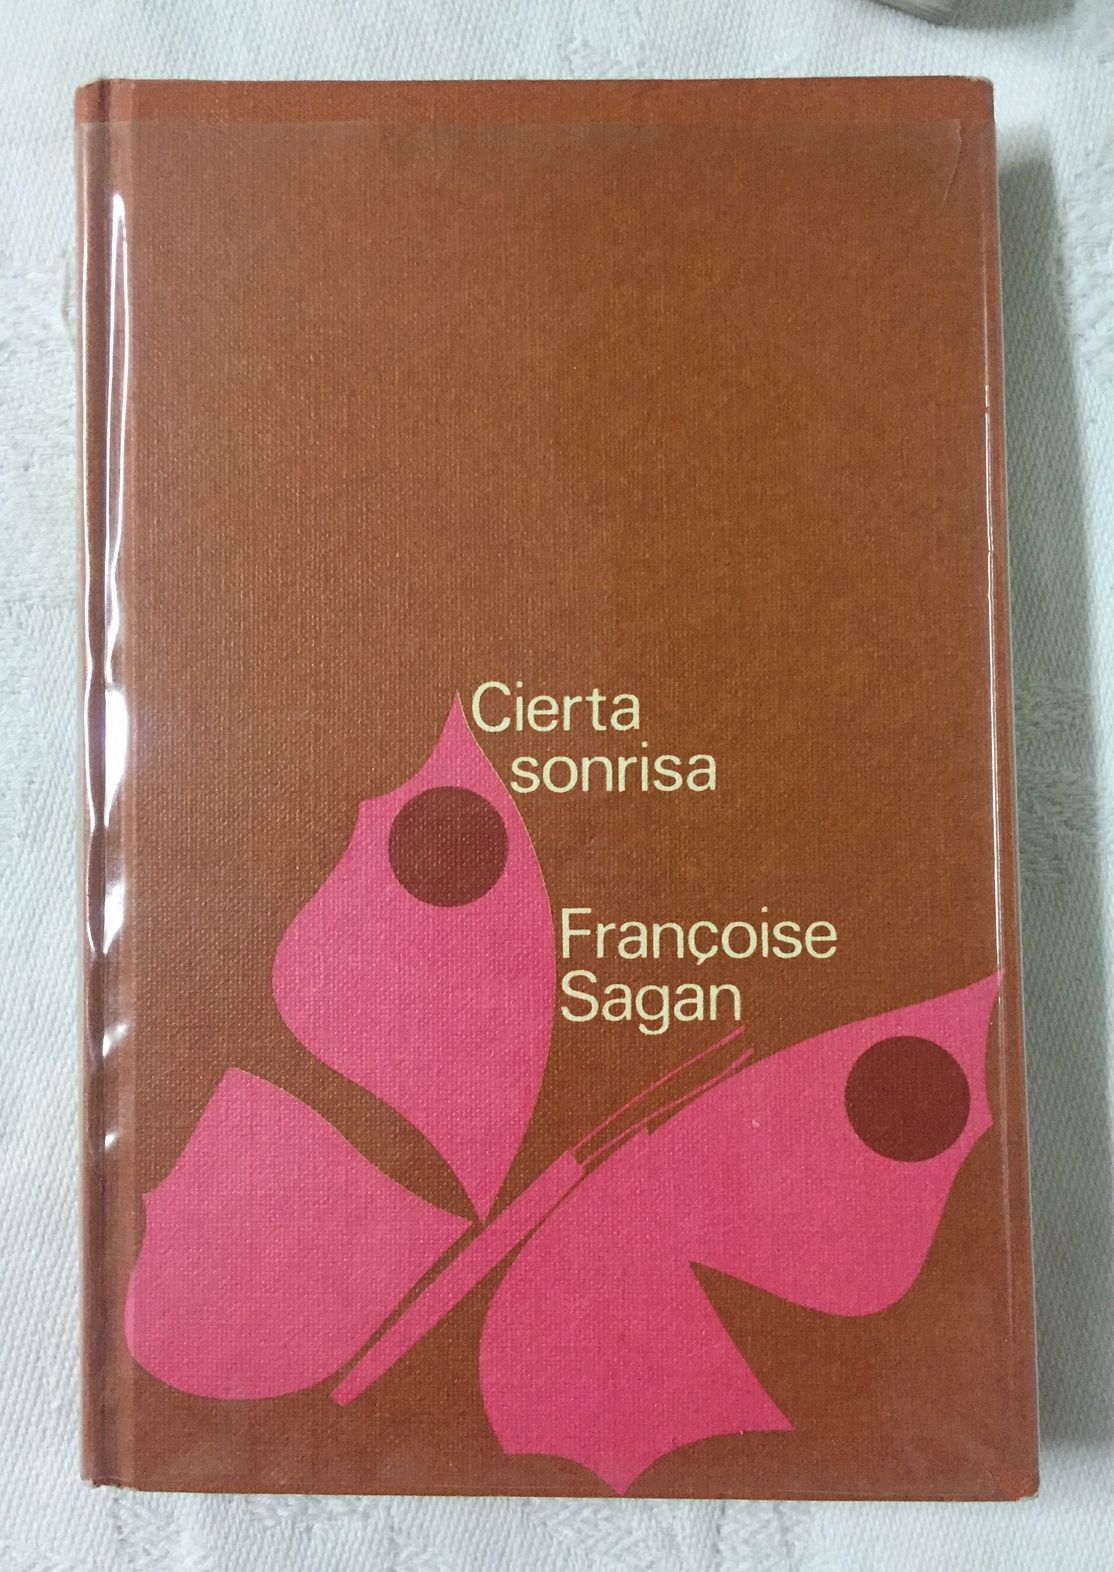 Cierta
sonrisa
Françoise
Sagan